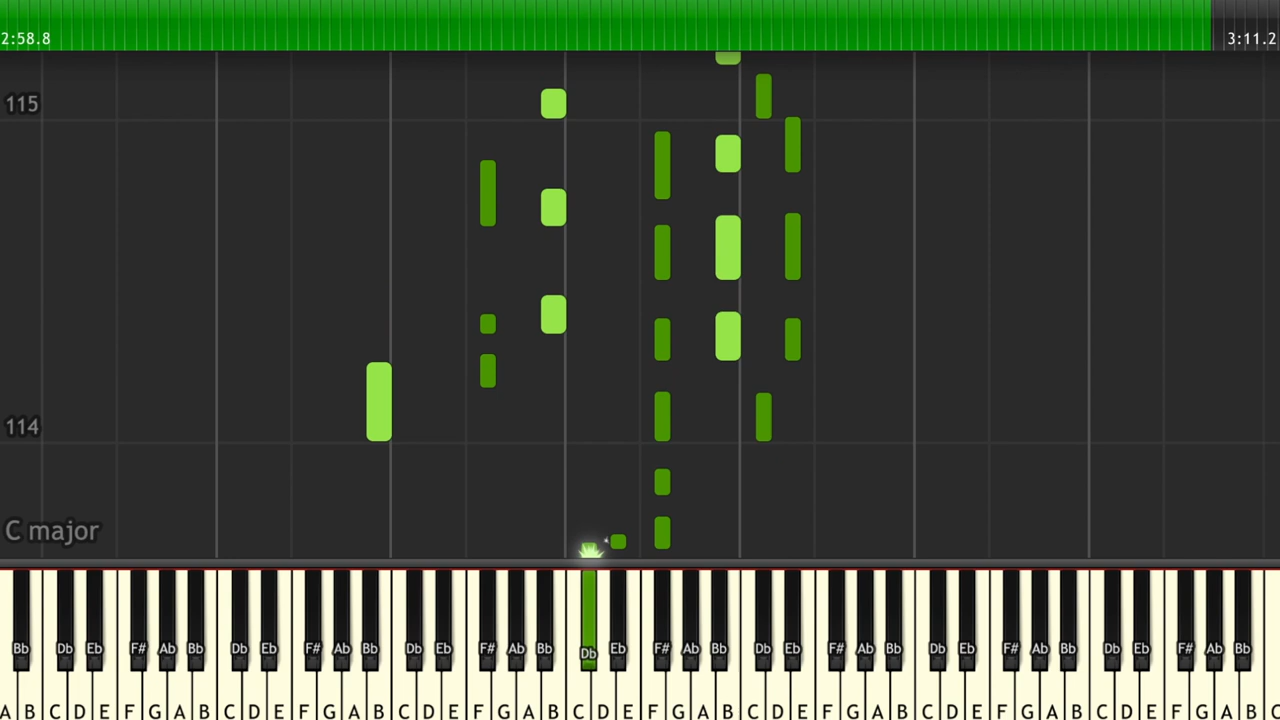 2:58.8 3:11.2
115
114
C major
Bb Db Eb F# Ab Bb Db Eb F# Ab Bb Db Eb F# Ab Bb Db Eb F# Ab Bb Db Eb F# Ab Bb Db Eb F# Ab Bb Db Eb F# Ab Bb
A B C D E F G A B C D E F G A B C D E F G A B C D E F G A B C D E F G A B C D E F G A B C D E F G A B C